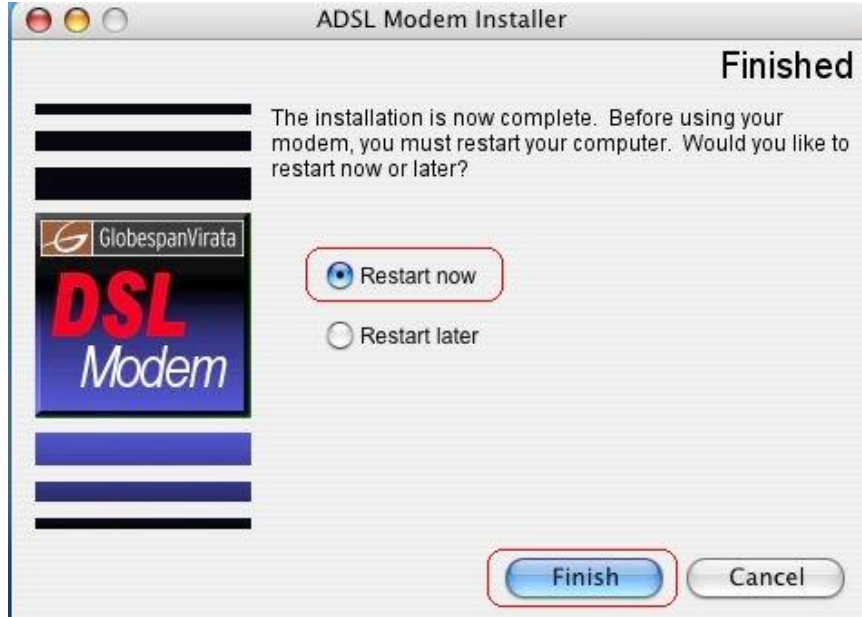 ADSL Modem Installer
Finished
The installation is now complete. Before using your
modem, you must restart your computer. Would you like to
restart now or later?
GlobespanVirata
DSL
Modem
Restart now
Restart later
Finish
Cancel